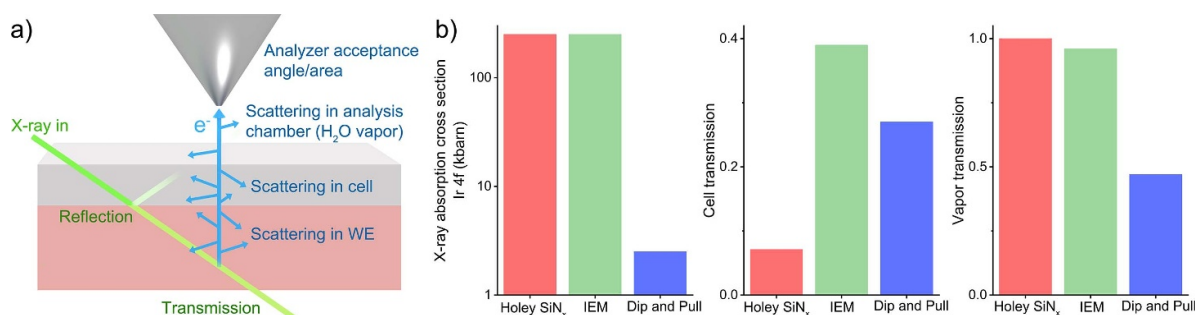 a)
Analyzer acceptance
angle/area
Scattering in analysis
chamber (H₂O vapor)
e⁻
X-ray in
Scattering in cell
Reflection
Scattering in WE
Transmission
b)
X-ray absorption cross section
Ir 4f (kbarn)
100
10
1
Holey SiNₓ IEM Dip and Pull
Cell transmission
0.4
0.2
0.0
Holey SiNₓ IEM Dip and Pull
Vapor transmission
1.0
0.5
0.0
Holey SiNₓ IEM Dip and Pull